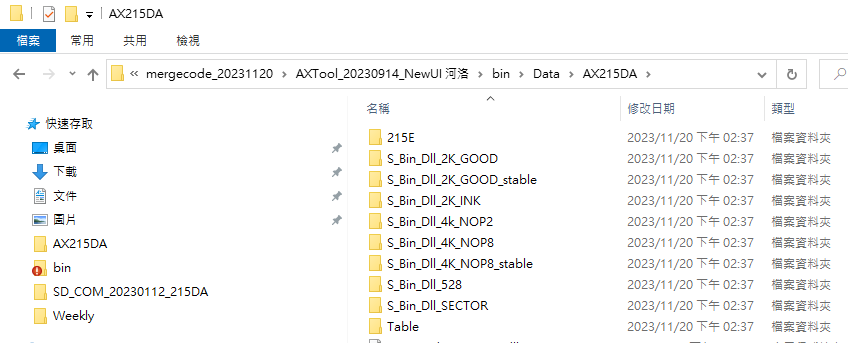 AX215DA
檔案 常用 共用 檢視
« mergecode_20231120 > AXTool_20230914_NewUI 河洛 > bin > Data > AX215DA >
名稱 修改日期 類型
快速存取
桌面
下載
文件
圖片
AX215DA
bin
SD_COM_20230112_215DA
Weekly
215E 2023/11/20 下午 02:37 檔案資料夾
S_Bin_Dll_2K_GOOD 2023/11/20 下午 02:37 檔案資料夾
S_Bin_Dll_2K_GOOD_stable 2023/11/20 下午 02:37 檔案資料夾
S_Bin_Dll_2K_INK 2023/11/20 下午 02:37 檔案資料夾
S_Bin_Dll_4k_NOP2 2023/11/20 下午 02:37 檔案資料夾
S_Bin_Dll_4K_NOP8 2023/11/20 下午 02:37 檔案資料夾
S_Bin_Dll_4K_NOP8_stable 2023/11/20 下午 02:37 檔案資料夾
S_Bin_Dll_528 2023/11/20 下午 02:37 檔案資料夾
S_Bin_Dll_SECTOR 2023/11/20 下午 02:37 檔案資料夾
Table 2023/11/20 下午 02:37 檔案資料夾